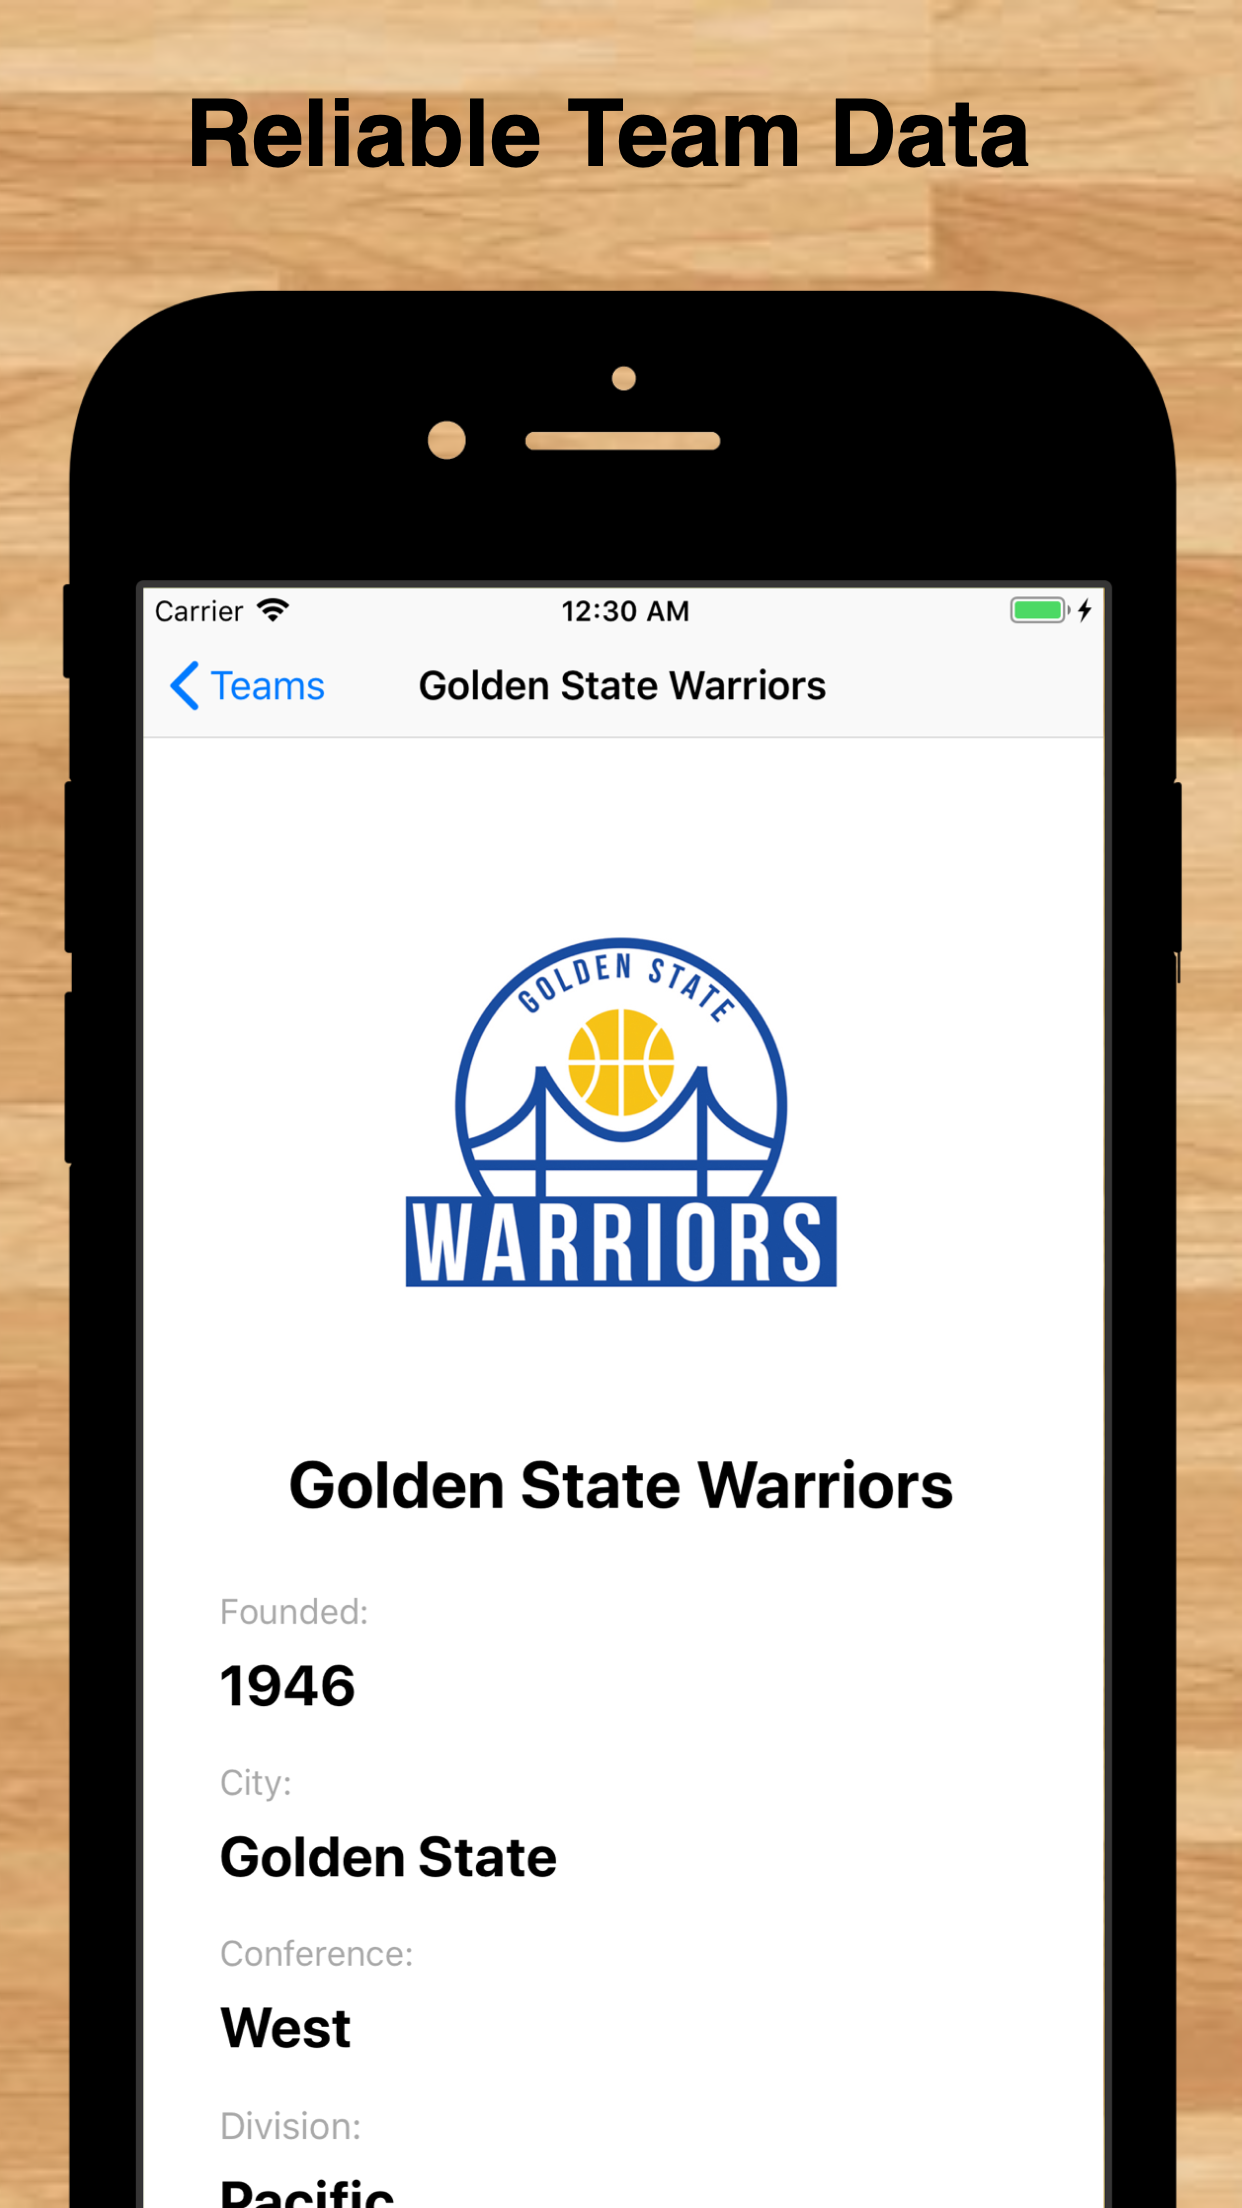 Reliable Team Data
Carrier 12:30 AM
Teams Golden State Warriors
GOLDEN STATE
WARRIORS
Golden State Warriors
Founded:
1946
City:
Golden State
Conference:
West
Division:
Pacific